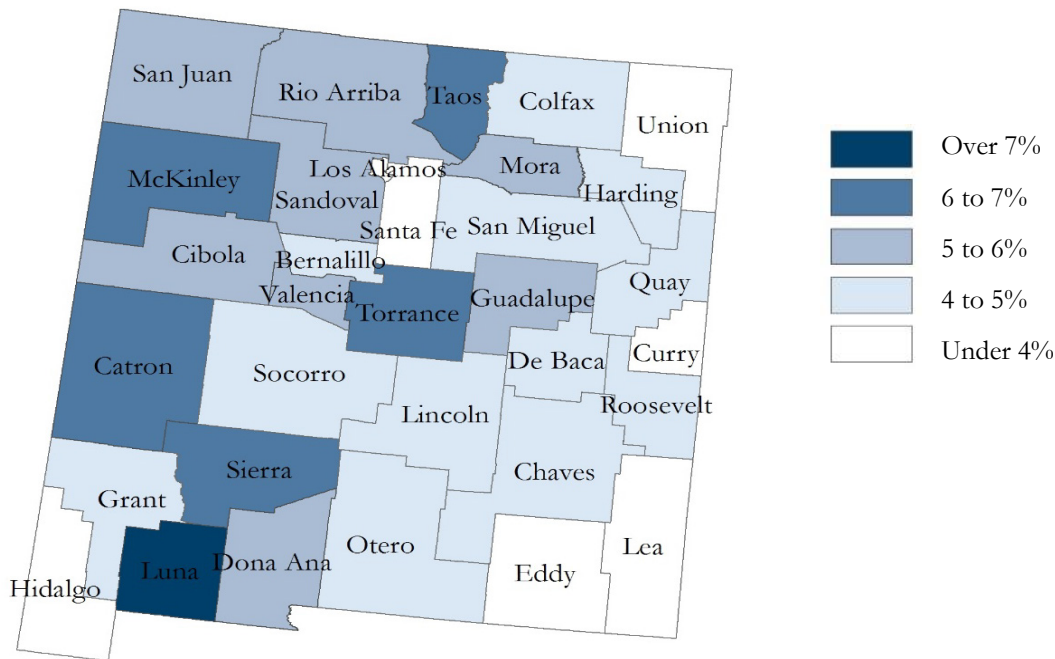 San Juan
Rio Arriba
Taos
Colfax
Union
McKinley
Los Alamos
Sandoval
Mora
Harding
Santa Fe
San Miguel
Cibola
Bernalillo
Valencia
Torrance
Guadalupe
Quay
Catron
Socorro
De Baca
Curry
Lincoln
Roosevelt
Sierra
Chaves
Grant
Otero
Lea
Luna
Dona Ana
Eddy
Hidalgo
Over 7%
6 to 7%
5 to 6%
4 to 5%
Under 4%